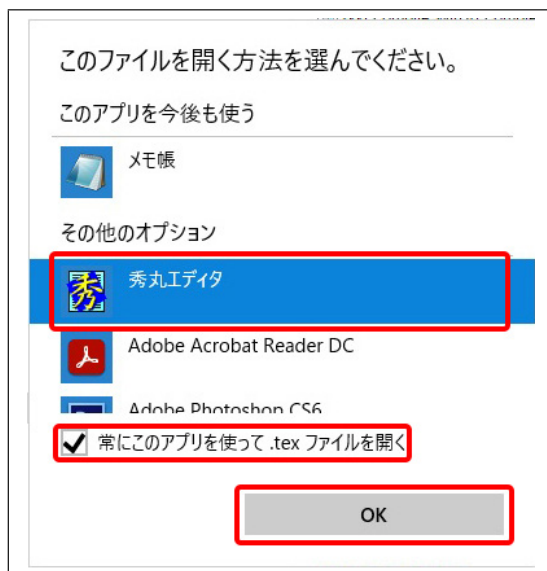 このファイルを開く方法を選んでください。
このアプリを今後も使う
メモ帳
その他のオプション
秀
秀丸エディタ
Adobe Acrobat Reader DC
Adobe Photoshop CS6
常にこのアプリを使って .tex ファイルを開く
OK